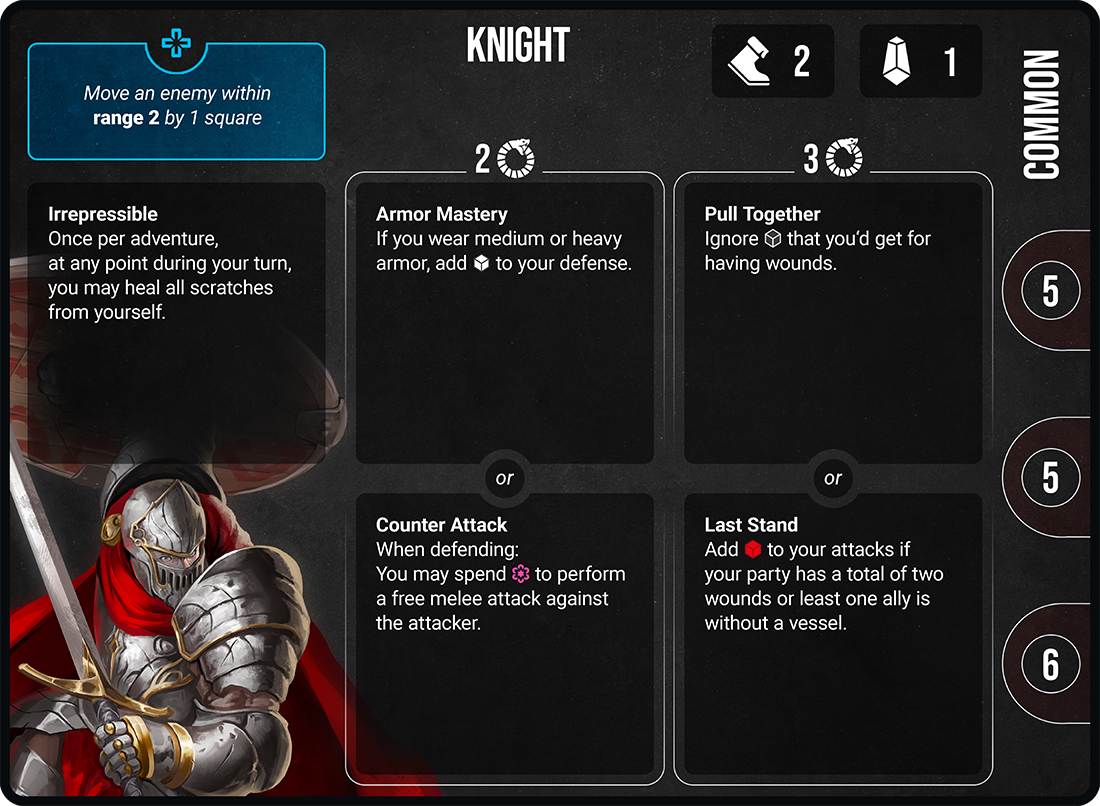 KNIGHT
2
1
COMMON
Move an enemy within
range 2 by 1 square
Irrepressible
Once per adventure,
at any point during your turn,
you may heal all scratches
from yourself.
2
Armor Mastery
If you wear medium or heavy
armor, add to your defense.
or
Counter Attack
When defending:
You may spend to perform
a free melee attack against
the attacker.
3
Pull Together
Ignore that you'd get for
having wounds.
or
Last Stand
Add to your attacks if
your party has a total of two
wounds or least one ally is
without a vessel.
5
5
6